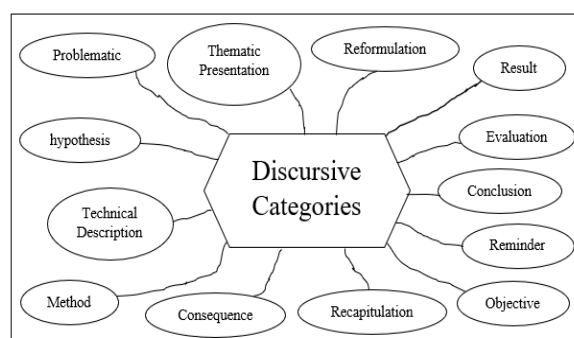 Problematic
Thematic
Presentation
Reformulation
Result
hypothesis
Evaluation
Discursive
Categories
Conclusion
Technical
Description
Reminder
Method
Consequence
Recapitulation
Objective